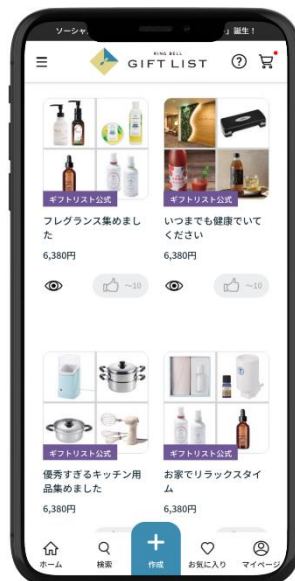 ソーシャ
」誕生！
RING BELL
GIFT LIST
ギフトリスト公式
フレグランス集めまし
た
6,380円
~10
ギフトリスト公式
いつまでも健康でいて
ください
6,380円
~10
ギフトリスト公式
優秀すぎるキッチン用
品集めました
6,380円
ギフトリスト公式
お家でリラックスタイ
ム
6,380円
ホーム
検索
作成
お気に入り
マイページ